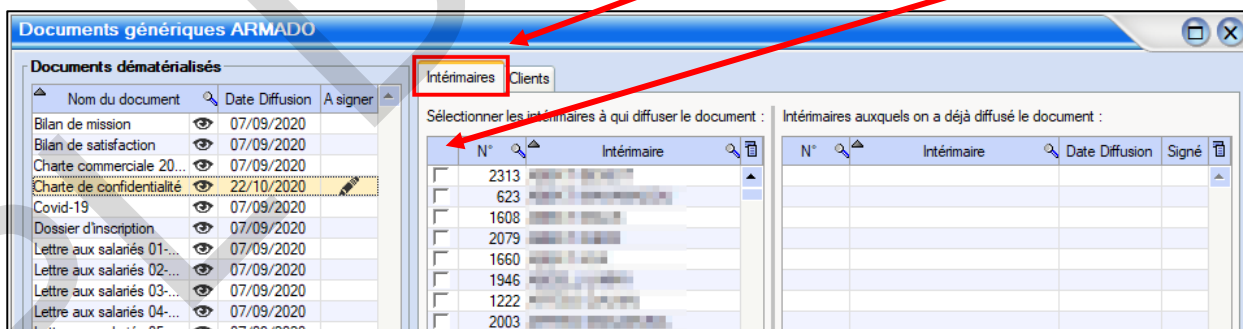 Documents génériques ARMADO
Documents dématérialisés
Nom du document Date Diffusion A signer
Bilan de mission 07/09/2020
Bilan de satisfaction 07/09/2020
Charte commerciale 20... 07/09/2020
Charte de confidentialité 22/10/2020
Covid-19 07/09/2020
Dossier d'inscription 07/09/2020
Lettre aux salariés 01-... 07/09/2020
Lettre aux salariés 02-... 07/09/2020
Lettre aux salariés 03-... 07/09/2020
Lettre aux salariés 04-... 07/09/2020
Intérimaires Clients
Sélectionner les intérimaires à qui diffuser le document :
N° Intérimaire
2313
623
1608
2079
1660
1946
1222
2003
Intérimaires auxquels on a déjà diffusé le document :
N° Intérimaire Date Diffusion Signé